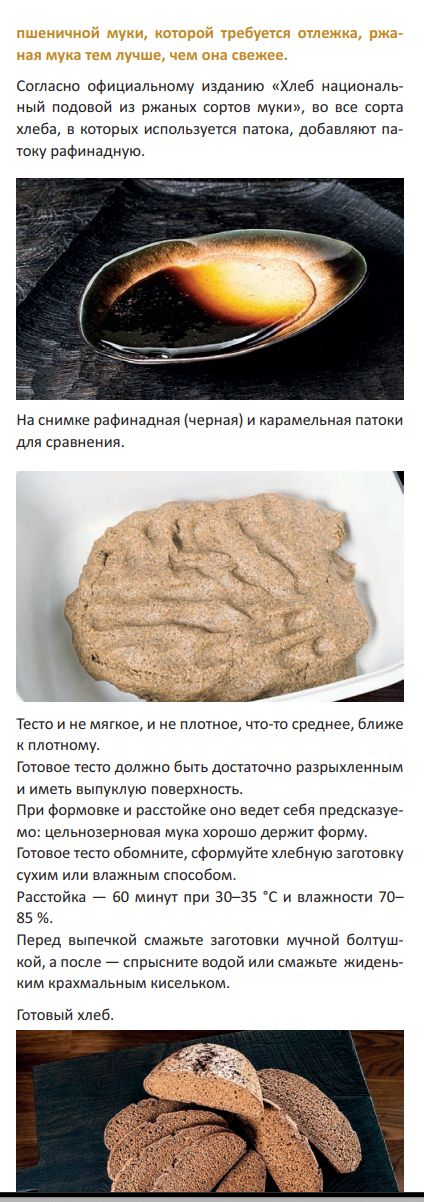 пшеничной муки, которой требуется отлежка, ржа-
ная мука тем лучше, чем она свежее.
Согласно официальному изданию «Хлеб националь-
ный подовой из ржаных сортов муки», во все сорта
хлеба, в которых используется патока, добавляют па-
току рафинадную.
На снимке рафинадная (черная) и карамельная патоки
для сравнения.
Тесто и не мягкое, и не плотное, что-то среднее, ближе
к плотному.
Готовое тесто должно быть достаточно разрыхленным
и иметь выпуклую поверхность.
При формовке и расстойке оно ведет себя предсказуе-
мо: цельнозерновая мука хорошо держит форму.
Готовое тесто обомните, сформуйте хлебную заготовку
сухим или влажным способом.
Расстойка — 60 минут при 30–35 °С и влажности 70–
85 %.
Перед выпечкой смажьте заготовки мучной болтуш-
кой, а после — спрысните водой или смажьте жидень-
ким крахмальным кисельком.
Готовый хлеб.